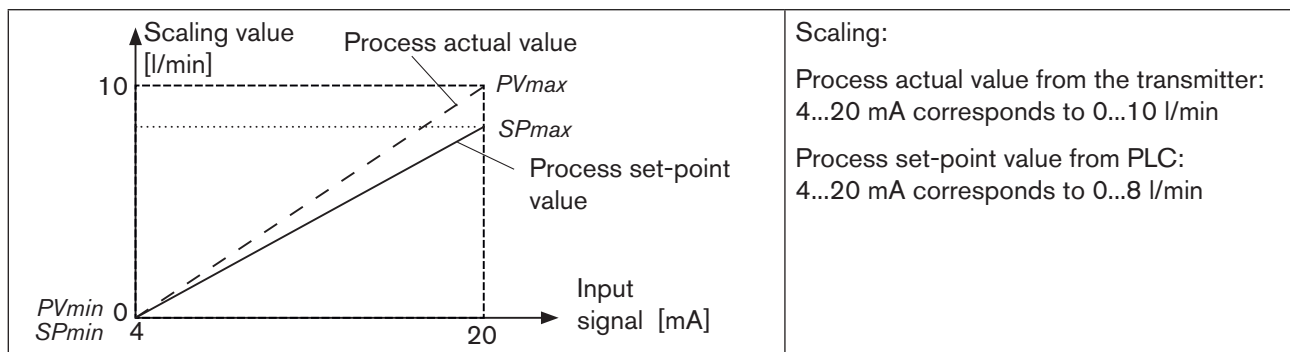 Scaling value
[l/min]
Process actual value
10
PVmax
SPmax
Process set-point
value
Input
signal [mA]
PVmin
SPmin
0
4
20
Scaling:
Process actual value from the transmitter:
4...20 mA corresponds to 0...10 l/min
Process set-point value from PLC:
4...20 mA corresponds to 0...8 l/min